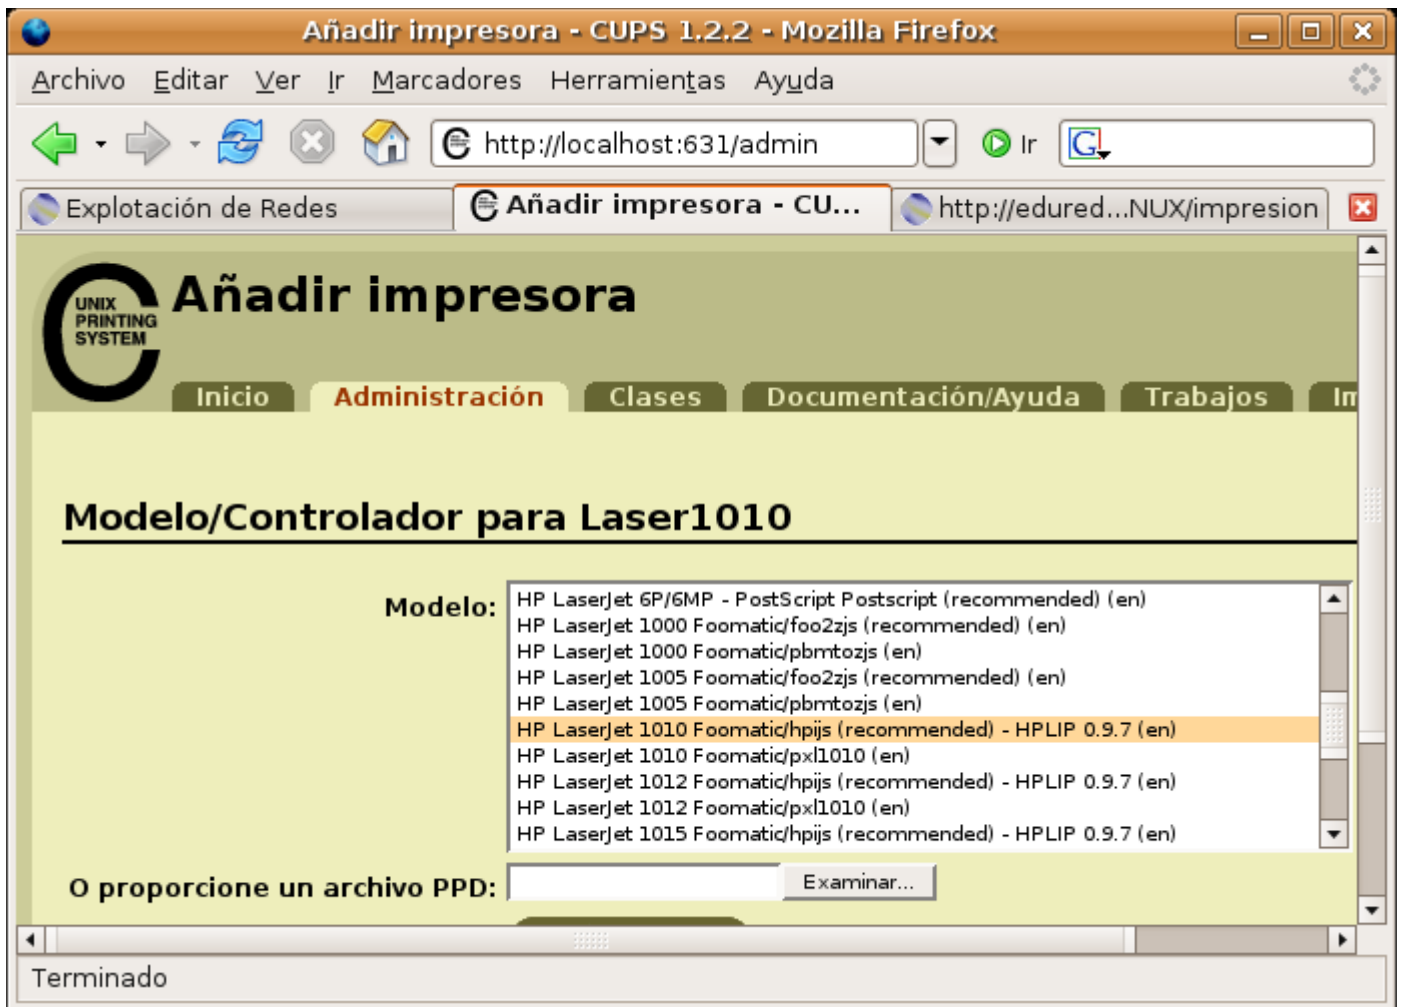 Añadir impresora - CUPS 1.2.2 - Mozilla Firefox
Archivo Editar Ver Ir Marcadores Herramientas Ayuda
http://localhost:631/admin Ir G
Explotación de Redes Añadir impresora - CU... http://edured...NUX/impresion
UNIX
PRINTING
SYSTEM
Añadir impresora
Inicio Administración Clases Documentación/Ayuda Trabajos Im
Modelo/Controlador para Laser1010
Modelo:
HP LaserJet 6P/6MP - PostScript Postscript (recommended) (en)
HP LaserJet 1000 Foomatic/foo2zjs (recommended) (en)
HP LaserJet 1000 Foomatic/pbmtozjs (en)
HP LaserJet 1005 Foomatic/foo2zjs (recommended) (en)
HP LaserJet 1005 Foomatic/pbmtozjs (en)
HP LaserJet 1010 Foomatic/hpijs (recommended) - HPLIP 0.9.7 (en)
HP LaserJet 1010 Foomatic/pxl1010 (en)
HP LaserJet 1012 Foomatic/hpijs (recommended) - HPLIP 0.9.7 (en)
HP LaserJet 1012 Foomatic/pxl1010 (en)
HP LaserJet 1015 Foomatic/hpijs (recommended) - HPLIP 0.9.7 (en)
O proporcione un archivo PPD: Examinar...
Terminado